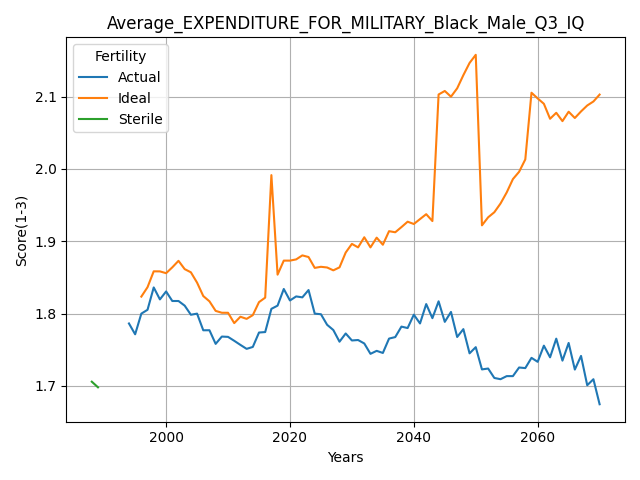 Average_EXPENDITURE_FOR_MILITARY_Black_Male_Q3_IQ
Fertility
Actual
Ideal
Sterile
Score(1-3)
2.1
2.0
1.9
1.8
1.7
2000 2020 2040 2060
Years